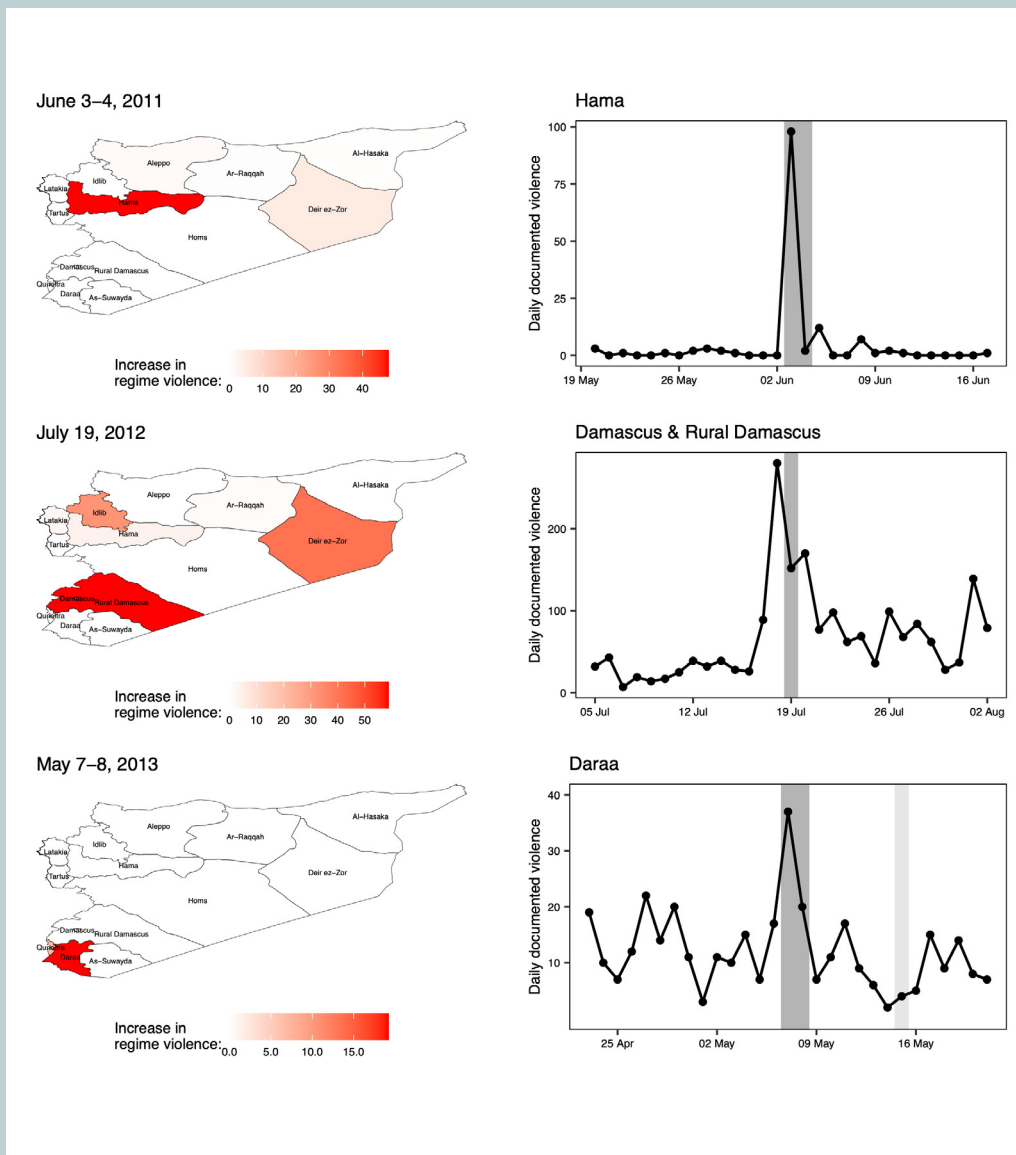 June 3–4, 2011
Aleppo
Al−Hasaka
Ar−Raqqah
Idlib
Latakia
Hama
Tartus
Deir ez−Zor
Homs
Damascus
Rural Damascus
Quneitra
Daraa
As−Suwayda
Increase in
regime violence:
0 10 20 30 40
Hama
Daily documented violence
100
75
50
25
0
19 May 26 May 02 Jun 09 Jun 16 Jun
July 19, 2012
Aleppo
Al−Hasaka
Ar−Raqqah
Idlib
Latakia
Hama
Tartus
Deir ez−Zor
Homs
Damascus
Rural Damascus
Quneitra
Daraa
As−Suwayda
Increase in
regime violence:
0 10 20 30 40 50
Damascus & Rural Damascus
Daily documented violence
200
100
0
05 Jul 12 Jul 19 Jul 26 Jul 02 Aug
May 7–8, 2013
Aleppo
Al−Hasaka
Ar−Raqqah
Idlib
Latakia
Hama
Tartus
Deir ez−Zor
Homs
Damascus
Rural Damascus
Quneitra
Daraa
As−Suwayda
Increase in
regime violence:
0.0 5.0 10.0 15.0
Daraa
Daily documented violence
40
30
20
10
25 Apr 02 May 09 May 16 May